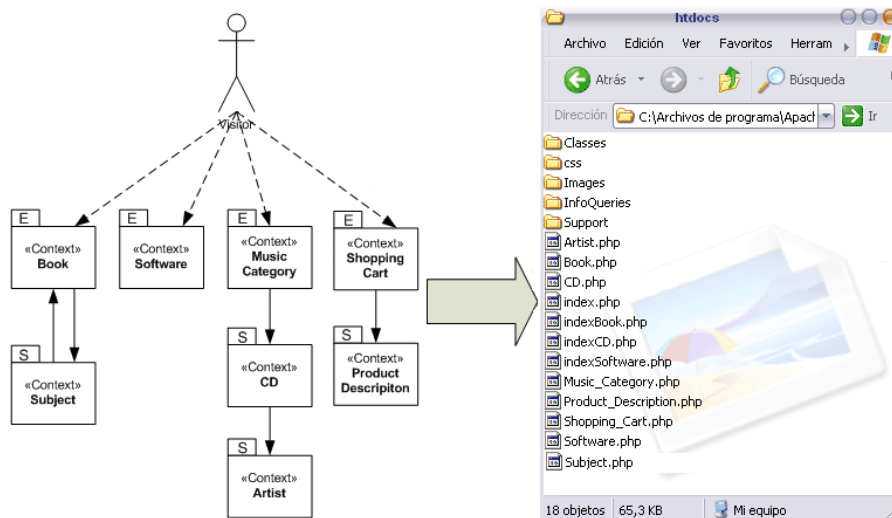 Visitor
E
«Context»
Book
E
«Context»
Software
E
«Context»
Music
Category
E
«Context»
Shopping
Cart
S
Subject
«Context»
S
«Context»
CD
S
«Context»
Product
Descripiton
S
«Context»
Artist
htdocs
Archivo Edición Ver Favoritos Herram
Atrás Búsqueda
Dirección C:\Archivos de programa\Apacl Ir
Classes
css
Images
InfoQueries
Support
Artist.php
Book.php
CD.php
index.php
indexBook.php
indexCD.php
indexSoftware.php
Music_Category.php
Product_Description.php
Shopping_Cart.php
Software.php
Subject.php
18 objetos 65,3 KB Mi equipo